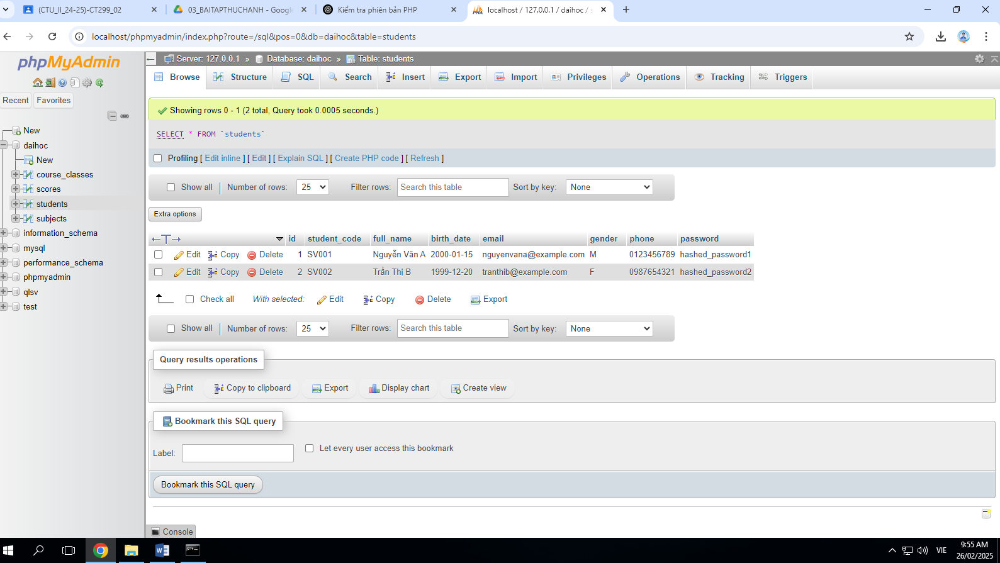 (CTU_II_24-25)-CT299_02
03_BAITAPTHUCHANH - Google
Kiểm tra phiên bản PHP
localhost / 127.0.0.1 / daihoc /
localhost/phpmyadmin/index.php?route=/sql&pos=0&db=daihoc&table=students
phpMyAdmin
Recent Favorites
New
daihoc
New
course_classes
scores
students
subjects
information_schema
mysql
performance_schema
phpmyadmin
qlsv
test
Server: 127.0.0.1 » Database: daihoc » Table: students
Browse Structure SQL Search Insert Export Import Privileges Operations Tracking Triggers
Showing rows 0 - 1 (2 total, Query took 0.0005 seconds.)
SELECT * FROM `students`
Profiling [ Edit inline ] [ Edit ] [ Explain SQL ] [ Create PHP code ] [ Refresh ]
Show all Number of rows: 25 Filter rows: Search this table Sort by key: None
Extra options
id student_code full_name birth_date email gender phone password
Edit Copy Delete 1 SV001 Nguyễn Văn A 2000-01-15 nguyenvana@example.com M 0123456789 hashed_password1
Edit Copy Delete 2 SV002 Trần Thị B 1999-12-20 tranthib@example.com F 0987654321 hashed_password2
Check all With selected: Edit Copy Delete Export
Show all Number of rows: 25 Filter rows: Search this table Sort by key: None
Query results operations
Print Copy to clipboard Export Display chart Create view
Bookmark this SQL query
Label: Let every user access this bookmark
Bookmark this SQL query
Console
VIE
9:55 AM
26/02/2025